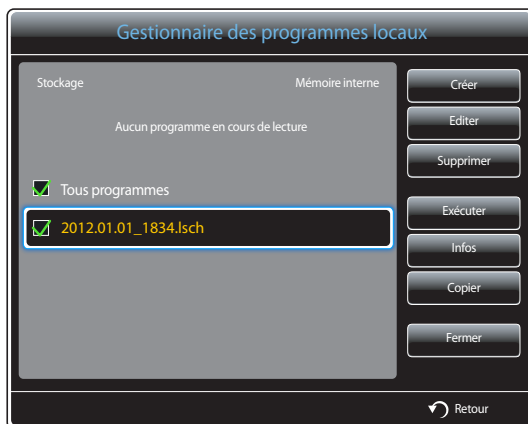 Gestionnaire des programmes locaux
Stockage Mémoire interne
Aucun programme en cours de lecture
Tous programmes
2012.01.01_1834.lsch
Créer
Editer
Supprimer
Exécuter
Infos
Copier
Fermer
Retour